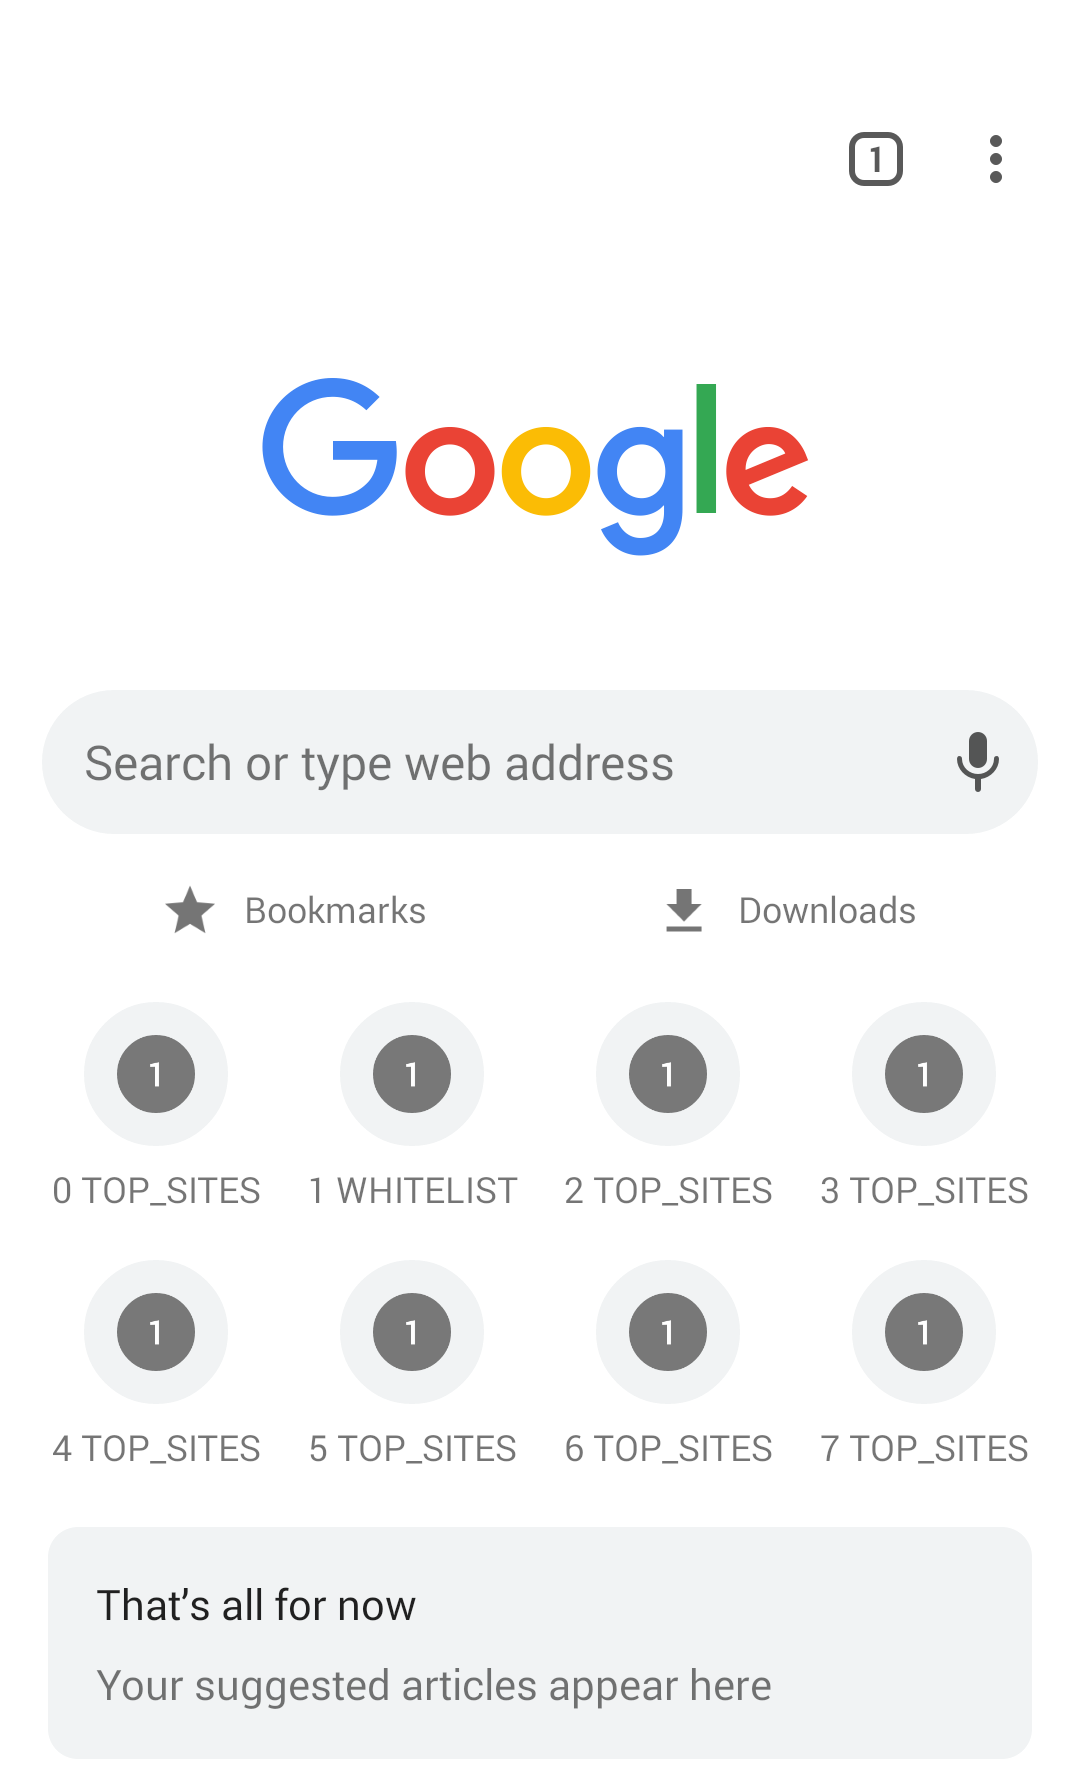 1
Google
Search or type web address
Bookmarks Downloads
1 1 1 1
0 TOP_SITES 1 WHITELIST 2 TOP_SITES 3 TOP_SITES
1 1 1 1
4 TOP_SITES 5 TOP_SITES 6 TOP_SITES 7 TOP_SITES
That’s all for now
Your suggested articles appear here